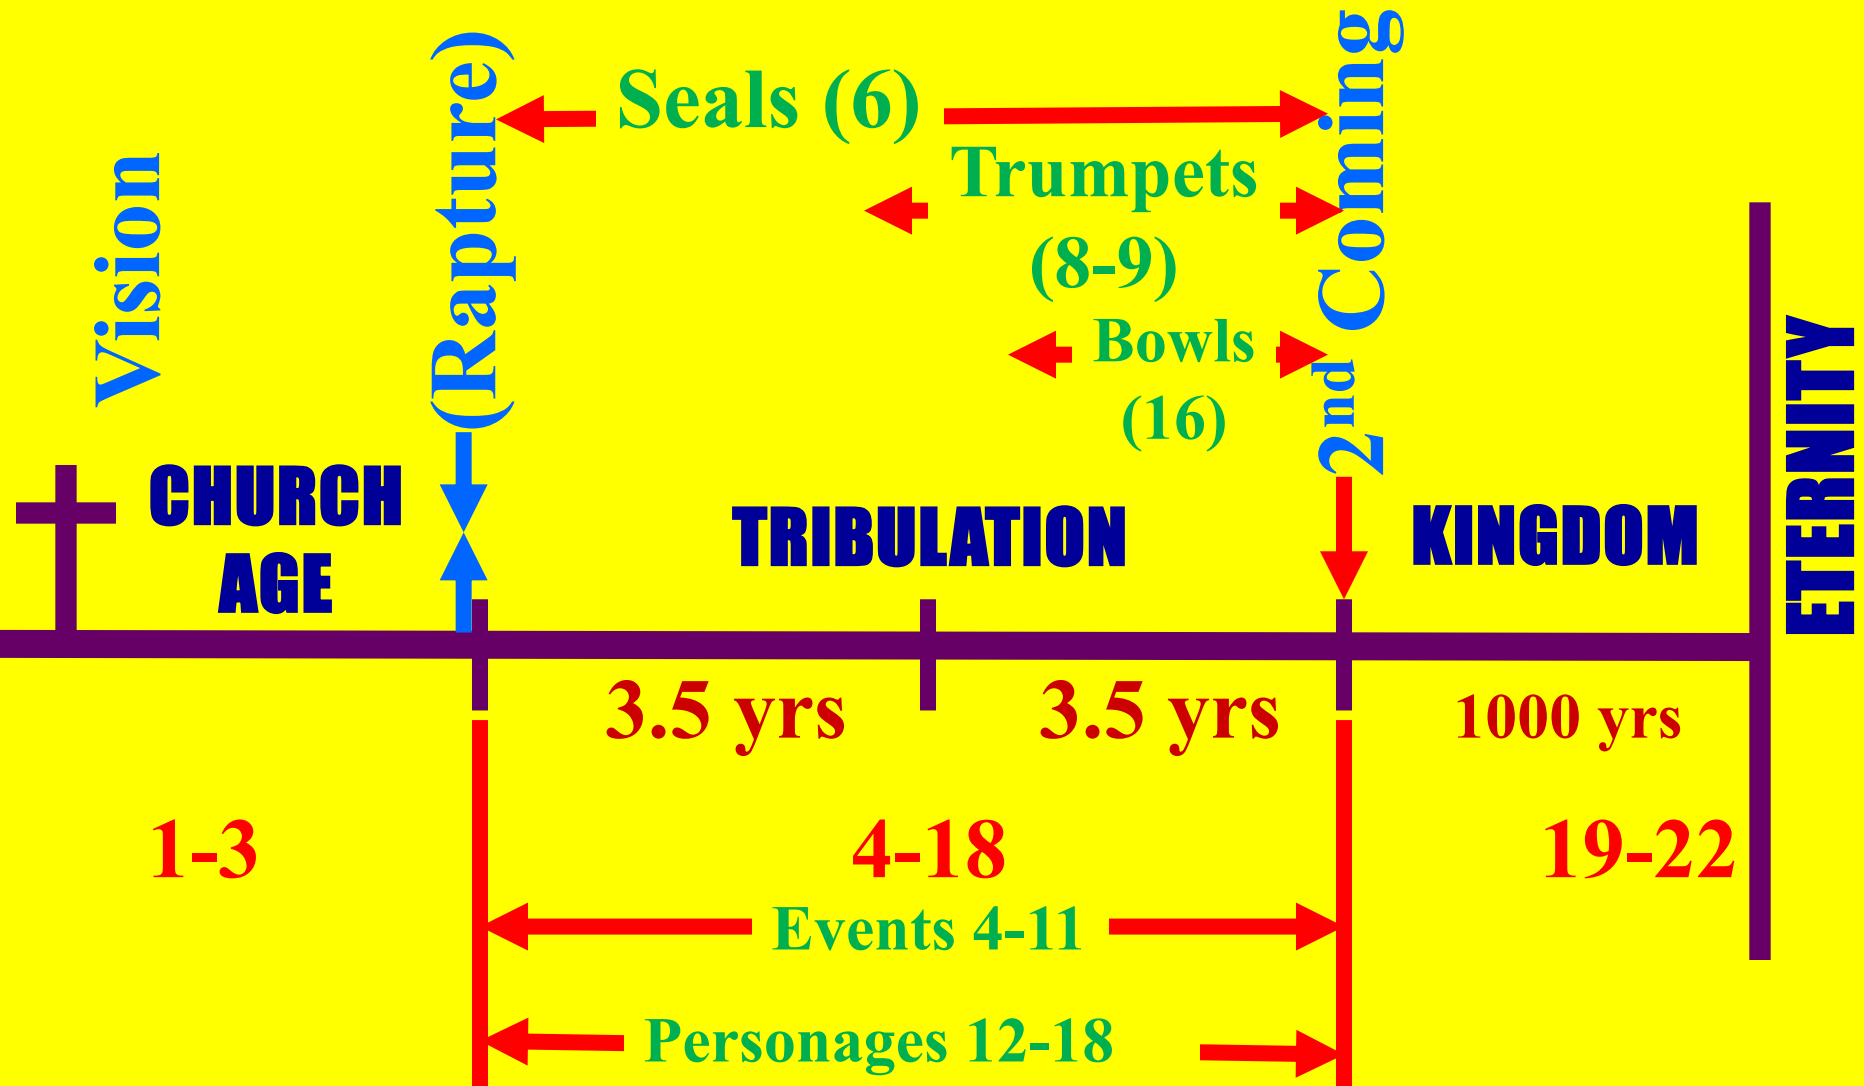 Vision
(Rapture)
Seals (6)
Trumpets
(8-9)
Bowls
(16)
2nd Coming
CHURCH
AGE
TRIBULATION
KINGDOM
ETERNITY
3.5 yrs
3.5 yrs
1000 yrs
1-3
4-18
19-22
Events 4-11
Personages 12-18